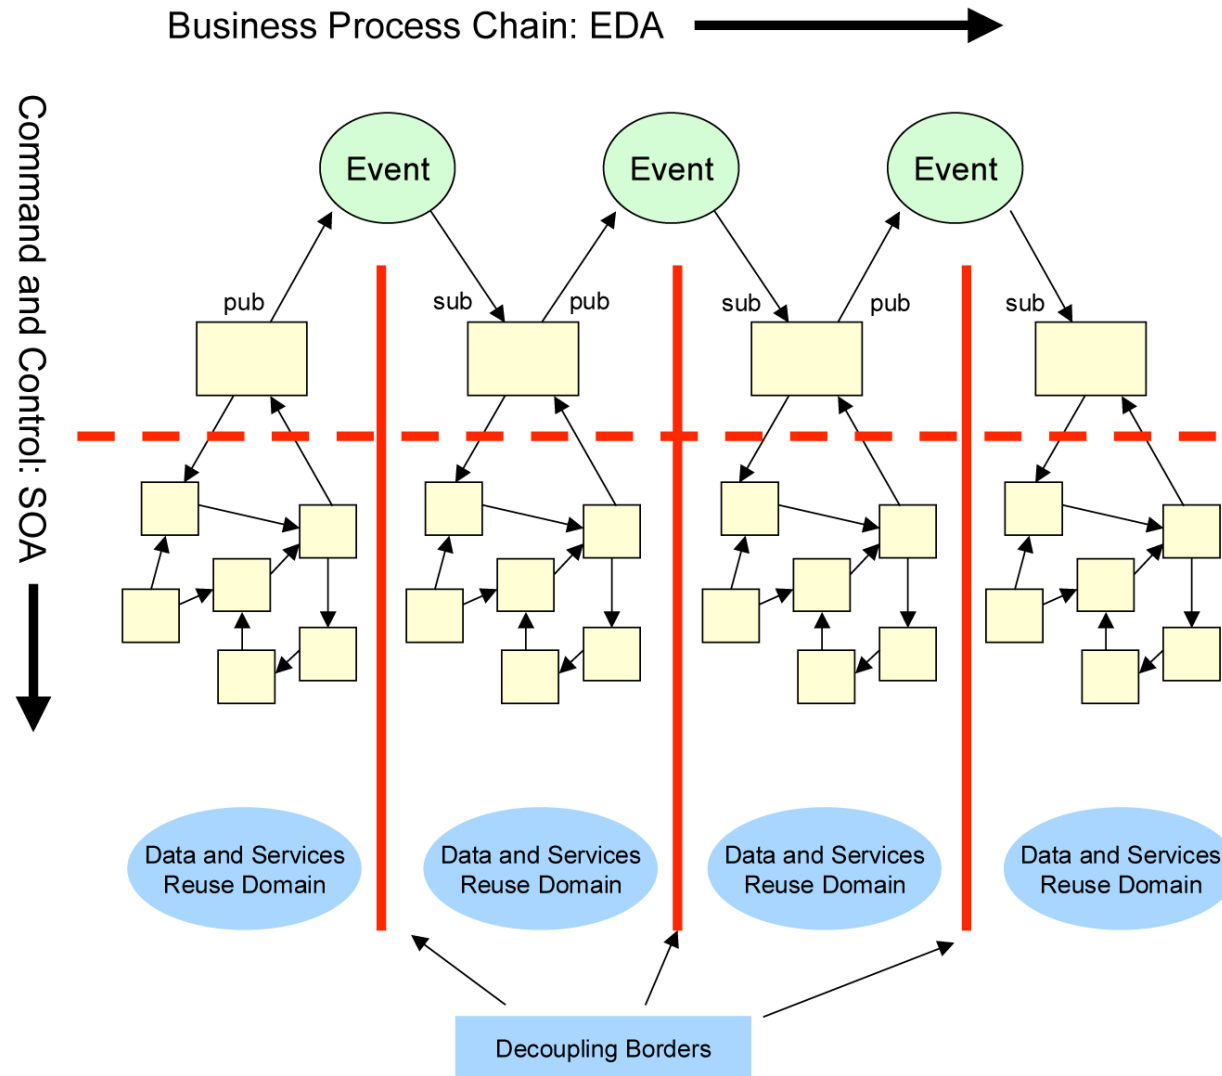 Business Process Chain: EDA
Command and Control: SOA
Event
Event
Event
pub
sub
pub
sub
pub
sub
Data and Services
Reuse Domain
Data and Services
Reuse Domain
Data and Services
Reuse Domain
Data and Services
Reuse Domain
Decoupling Borders